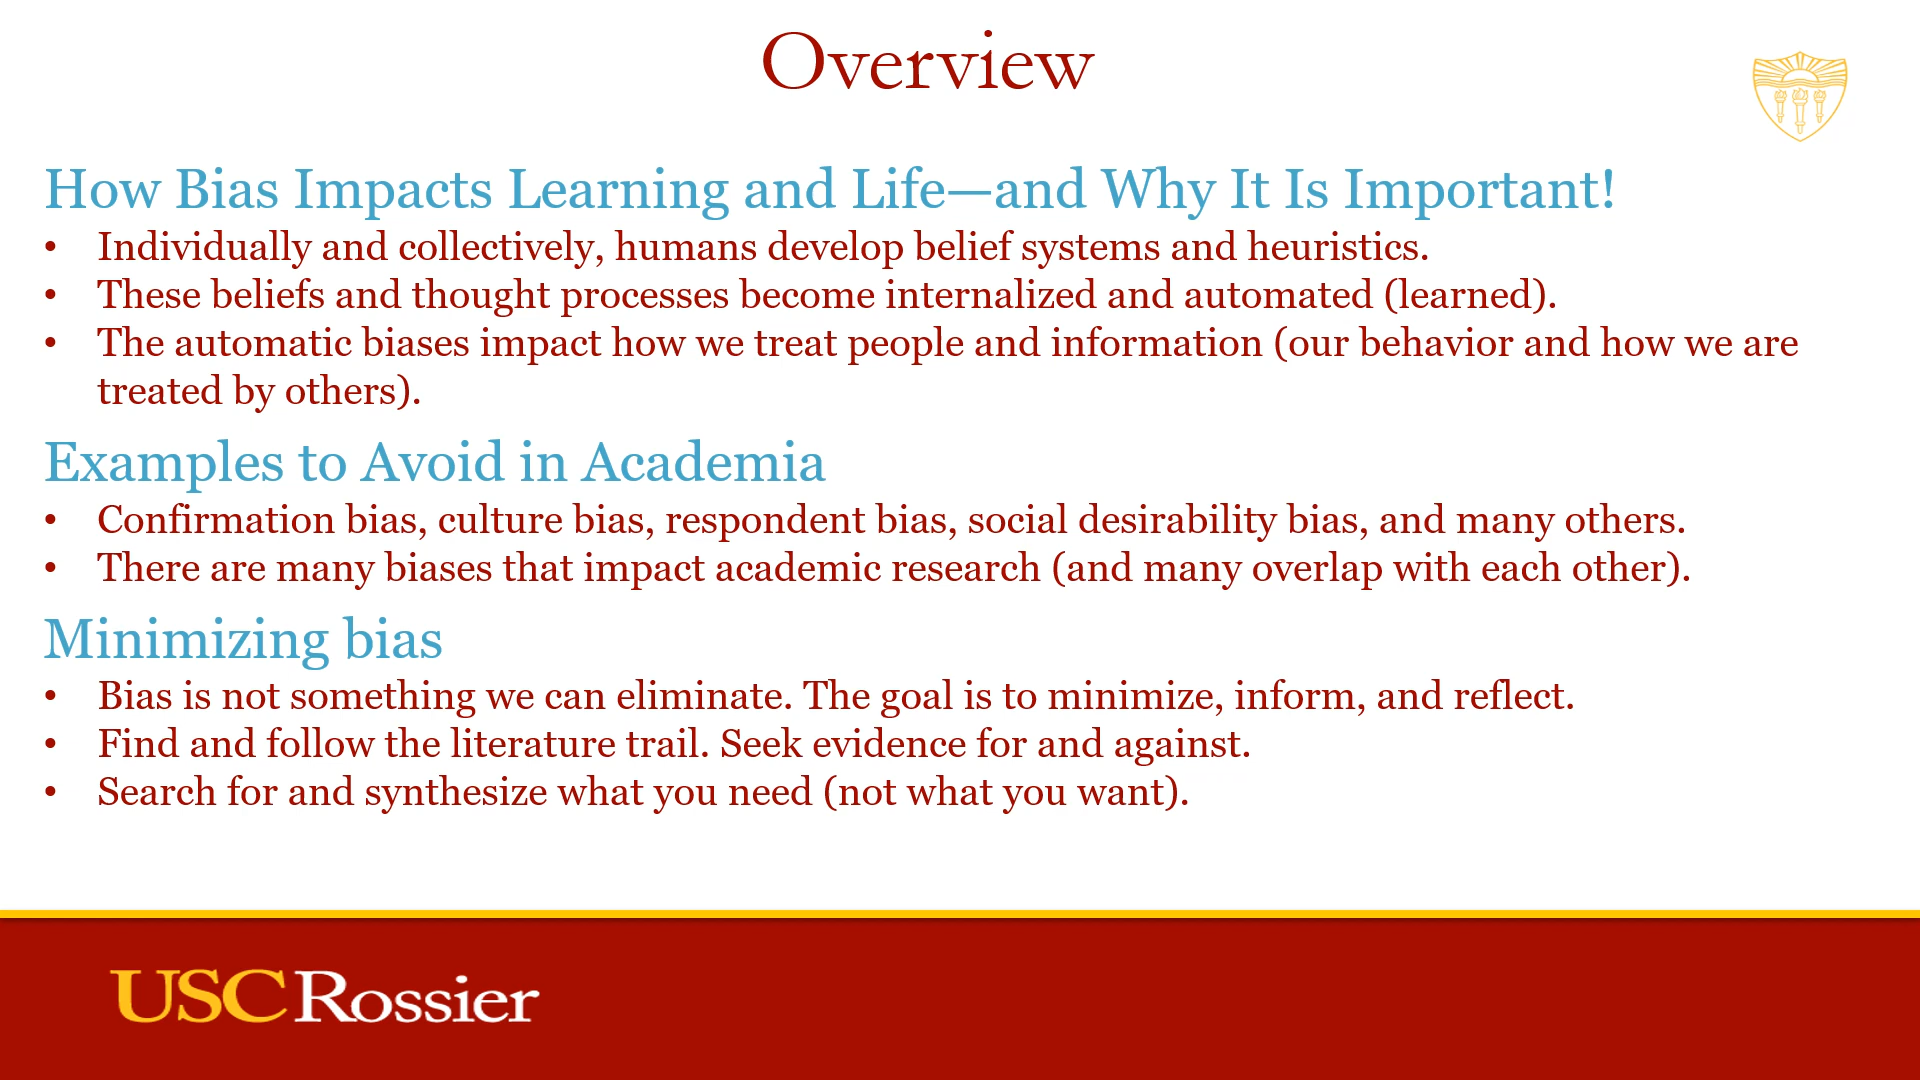 Overview
How Bias Impacts Learning and Life—and Why It Is Important!
• Individually and collectively, humans develop belief systems and heuristics.
• These beliefs and thought processes become internalized and automated (learned).
• The automatic biases impact how we treat people and information (our behavior and how we are
treated by others).
Examples to Avoid in Academia
• Confirmation bias, culture bias, respondent bias, social desirability bias, and many others.
• There are many biases that impact academic research (and many overlap with each other).
Minimizing bias
• Bias is not something we can eliminate. The goal is to minimize, inform, and reflect.
• Find and follow the literature trail. Seek evidence for and against.
• Search for and synthesize what you need (not what you want).
USC Rossier